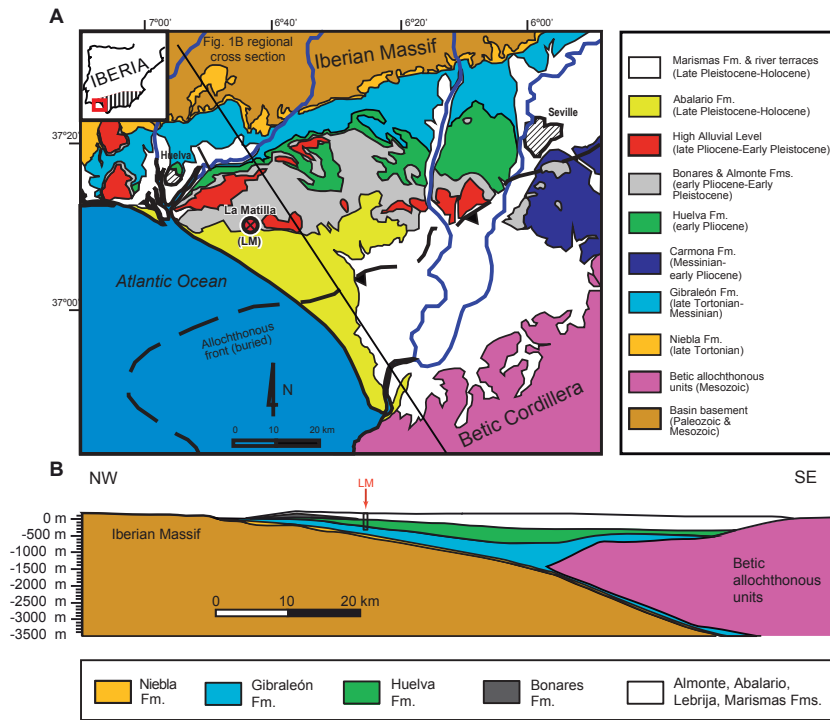 A
7°00'
6°40'
6°20'
6°00'
Fig. 1B regional
cross section
Iberian Massif
IBERIA
Seville
37°20'
Huelva
La Matilla
(LM)
Atlantic Ocean
37°00'
Allochthonous
front (buried)
N
Betic Cordillera
0 10 20 km
Marismas Fm. & river terraces
(Late Pleistocene-Holocene)
Abalario Fm.
(Late Pleistocene-Holocene)
High Alluvial Level
(late Pliocene-Early Pleistocene)
Bonares & Almonte Fms.
(early Pliocene-Early
Pleistocene)
Huelva Fm.
(early Pliocene)
Carmona Fm.
(Messinian-
early Pliocene)
Gibraleón Fm.
(late Tortonian-
Messinian)
Niebla Fm.
(late Tortonian)
Betic allochthonous
units (Mesozoic)
Basin basement
(Paleozoic &
Mesozoic)
B
NW
SE
LM
0 m
-500 m
-1000 m
-1500 m
-2000 m
-2500 m
-3000 m
-3500 m
Iberian Massif
Betic
allochthonous
units
0 10 20 km
Niebla
Fm.
Gibraleón
Fm.
Huelva
Fm.
Bonares
Fm.
Almonte, Abalario,
Lebrija, Marismas Fms.